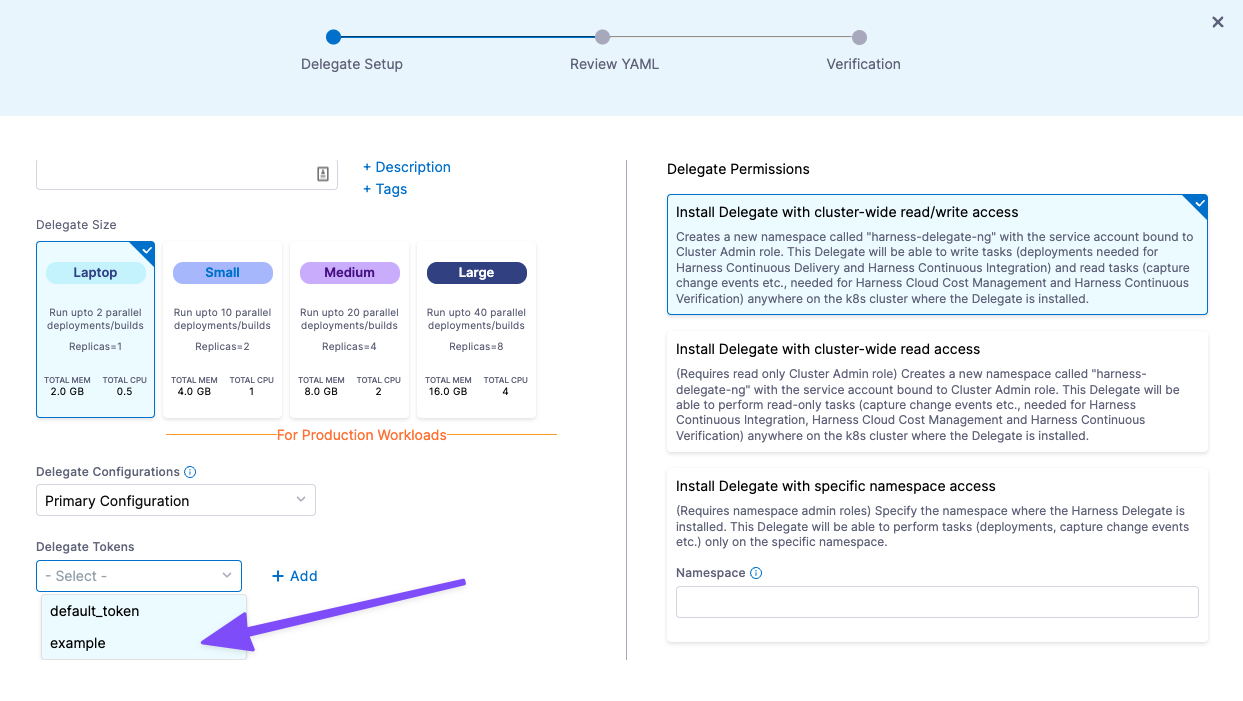 Delegate Setup
Review YAML
Verification
+ Description
+ Tags
Delegate Size
Laptop
Run upto 2 parallel
deployments/builds
Replicas=1
TOTAL MEM TOTAL CPU
2.0 GB 0.5
Small
Run upto 10 parallel
deployments/builds
Replicas=2
TOTAL MEM TOTAL CPU
4.0 GB 1
Medium
Run upto 20 parallel
deployments/builds
Replicas=4
TOTAL MEM TOTAL CPU
8.0 GB 2
Large
Run upto 40 parallel
deployments/builds
Replicas=8
TOTAL MEM TOTAL CPU
16.0 GB 4
For Production Workloads
Delegate Configurations
Primary Configuration
Delegate Tokens
- Select -
+ Add
default_token
example
Delegate Permissions
Install Delegate with cluster-wide read/write access
Creates a new namespace called "harness-delegate-ng" with the service account bound to
Cluster Admin role. This Delegate will be able to write tasks (deployments needed for
Harness Continuous Delivery and Harness Continuous Integration) and read tasks (capture
change events etc., needed for Harness Cloud Cost Management and Harness Continuous
Verification) anywhere on the k8s cluster where the Delegate is installed.
Install Delegate with cluster-wide read access
(Requires read only Cluster Admin role) Creates a new namespace called "harness-
delegate-ng" with the service account bound to Cluster Admin role. This Delegate will be
able to perform read-only tasks (capture change events etc., needed for Harness
Continuous Integration, Harness Cloud Cost Management and Harness Continuous
Verification) anywhere on the k8s cluster where the Delegate is installed.
Install Delegate with specific namespace access
(Requires namespace admin roles) Specify the namespace where the Harness Delegate is
installed. This Delegate will be able to perform tasks (deployments, capture change events
etc.) only on the specific namespace.
Namespace